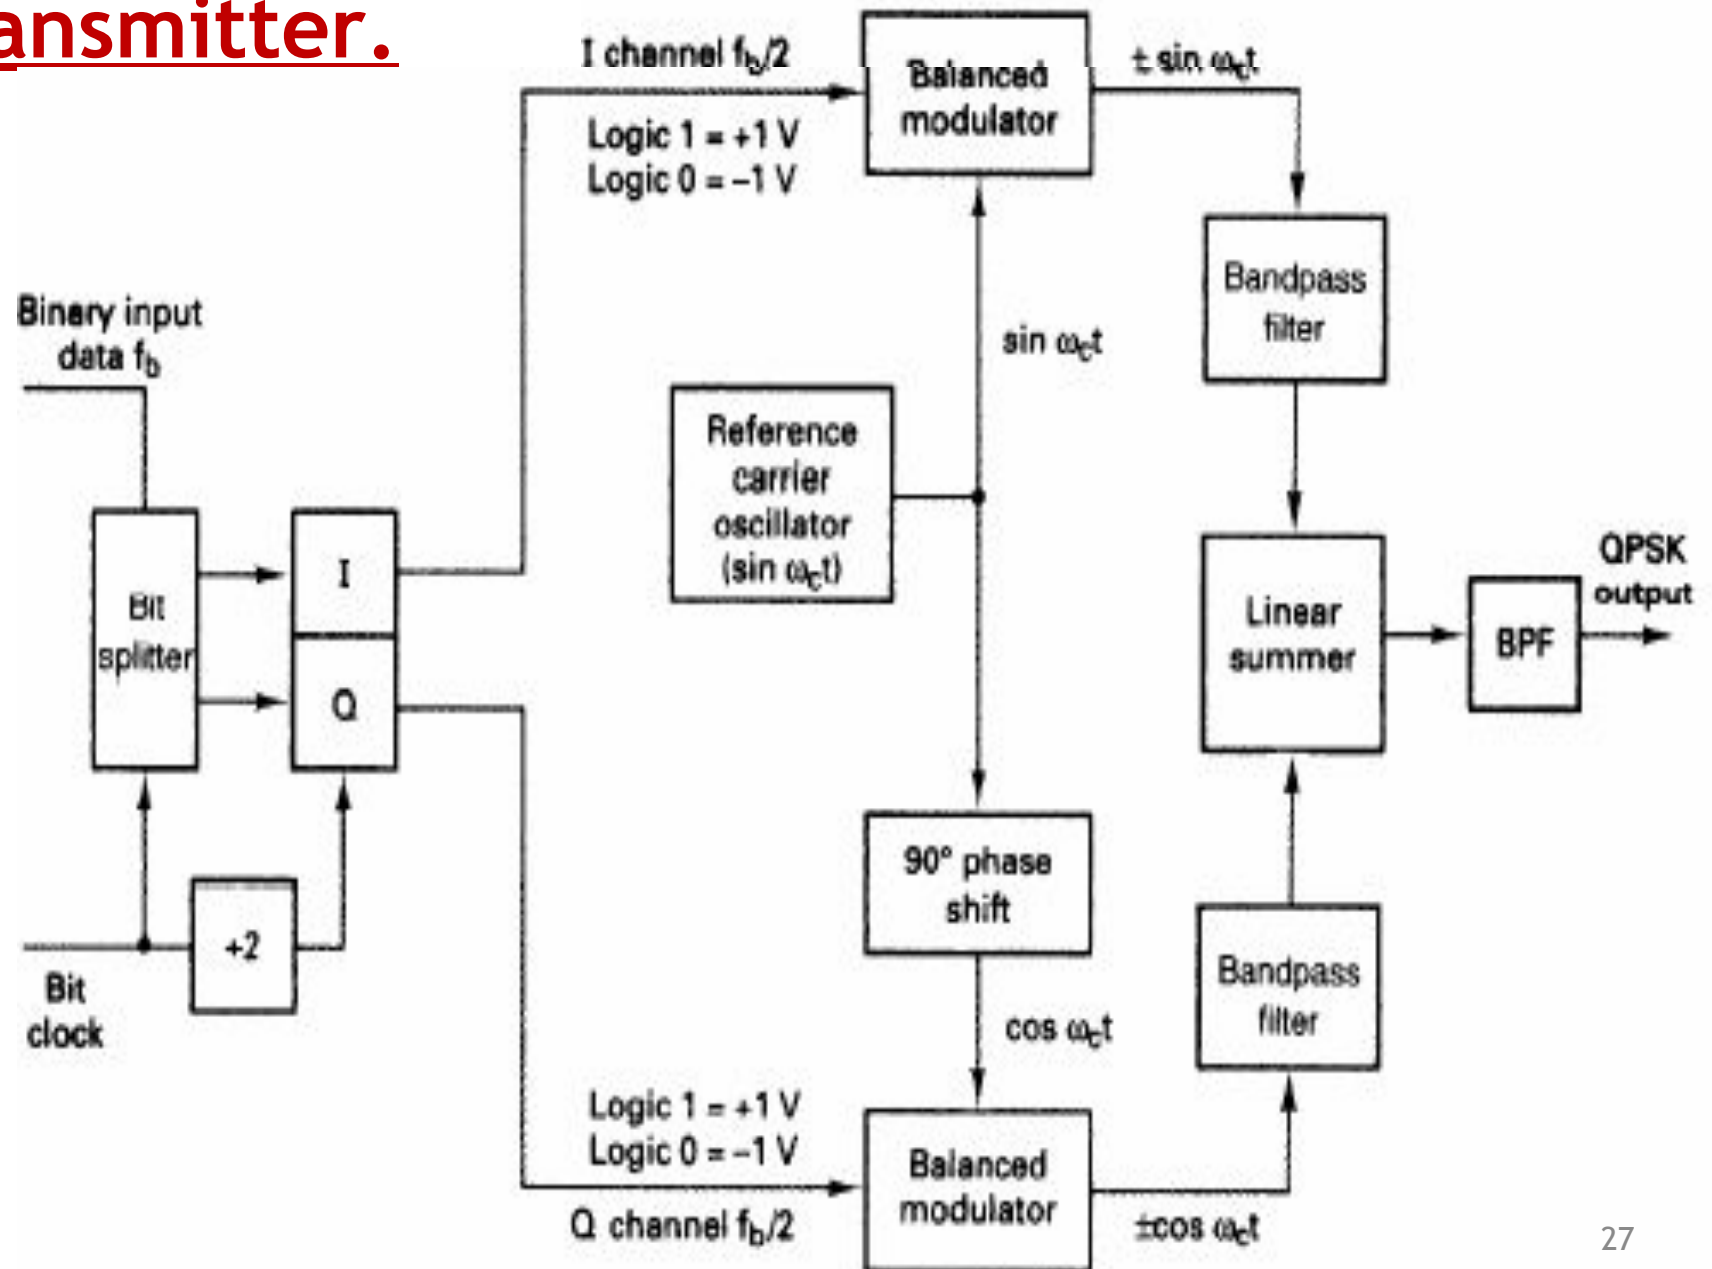 ansmitter.
I channel fb/2
Logic 1 = +1 V
Logic 0 = –1 V
Balanced
modulator
± sin ωct
Bandpass
filter
Binary input
data fb
sin ωct
Reference
carrier
oscillator
(sin ωct)
Bit
splitter
I
Q
Linear
summer
BPF
QPSK
output
90° phase
shift
+2
Bit
clock
cos ωct
Bandpass
filter
Logic 1 = +1 V
Logic 0 = –1 V
Q channel fb/2
Balanced
modulator
±cos ωct
27